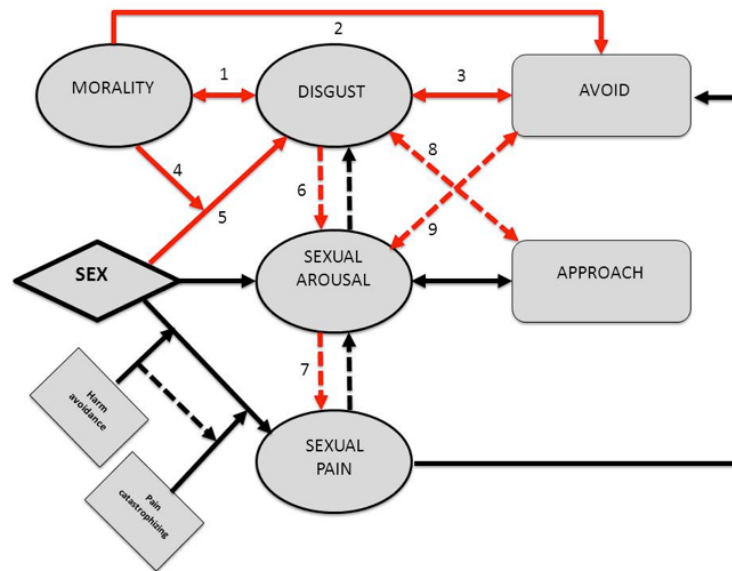 2
MORALITY
1
DISGUST
3
AVOID
4
5
6
8
9
SEX
SEXUAL
AROUSAL
APPROACH
7
Harm
avoidance
Pain
catastrophizing
SEXUAL
PAIN